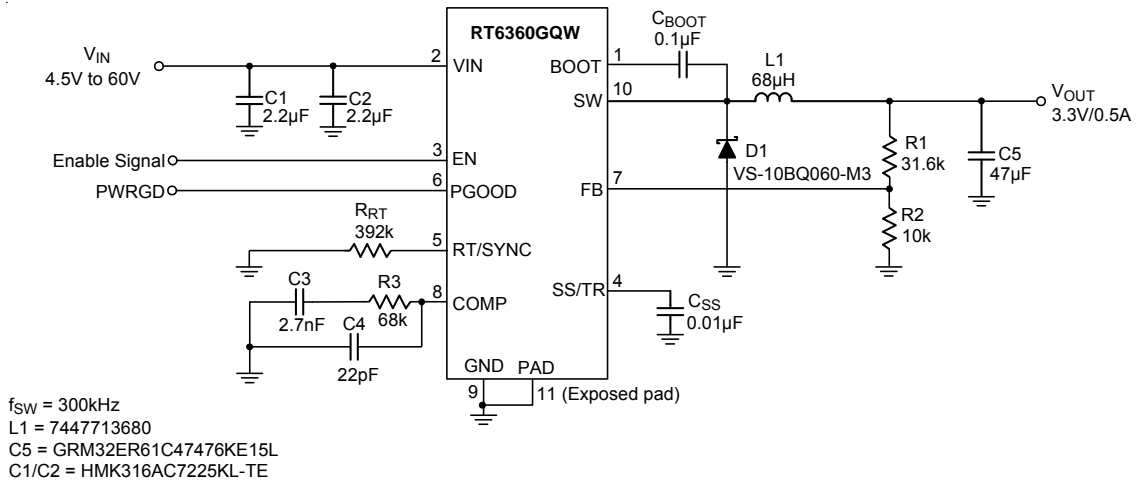 RT6360GQW
VIN
4.5V to 60V
2
VIN
C1
2.2µF
C2
2.2µF
Enable Signal
3
EN
PWRGD
6
PGOOD
RRT
392k
5
RT/SYNC
C3
2.7nF
R3
68k
8
COMP
C4
22pF
CBOOT
0.1µF
1
BOOT
10
SW
L1
68µH
VOUT
3.3V/0.5A
D1
VS-10BQ060-M3
R1
31.6k
C5
47µF
7
FB
R2
10k
4
SS/TR
CSS
0.01µF
GND
PAD
9
11 (Exposed pad)
fSW = 300kHz
L1 = 7447713680
C5 = GRM32ER61C47476KE15L
C1/C2 = HMK316AC7225KL-TE